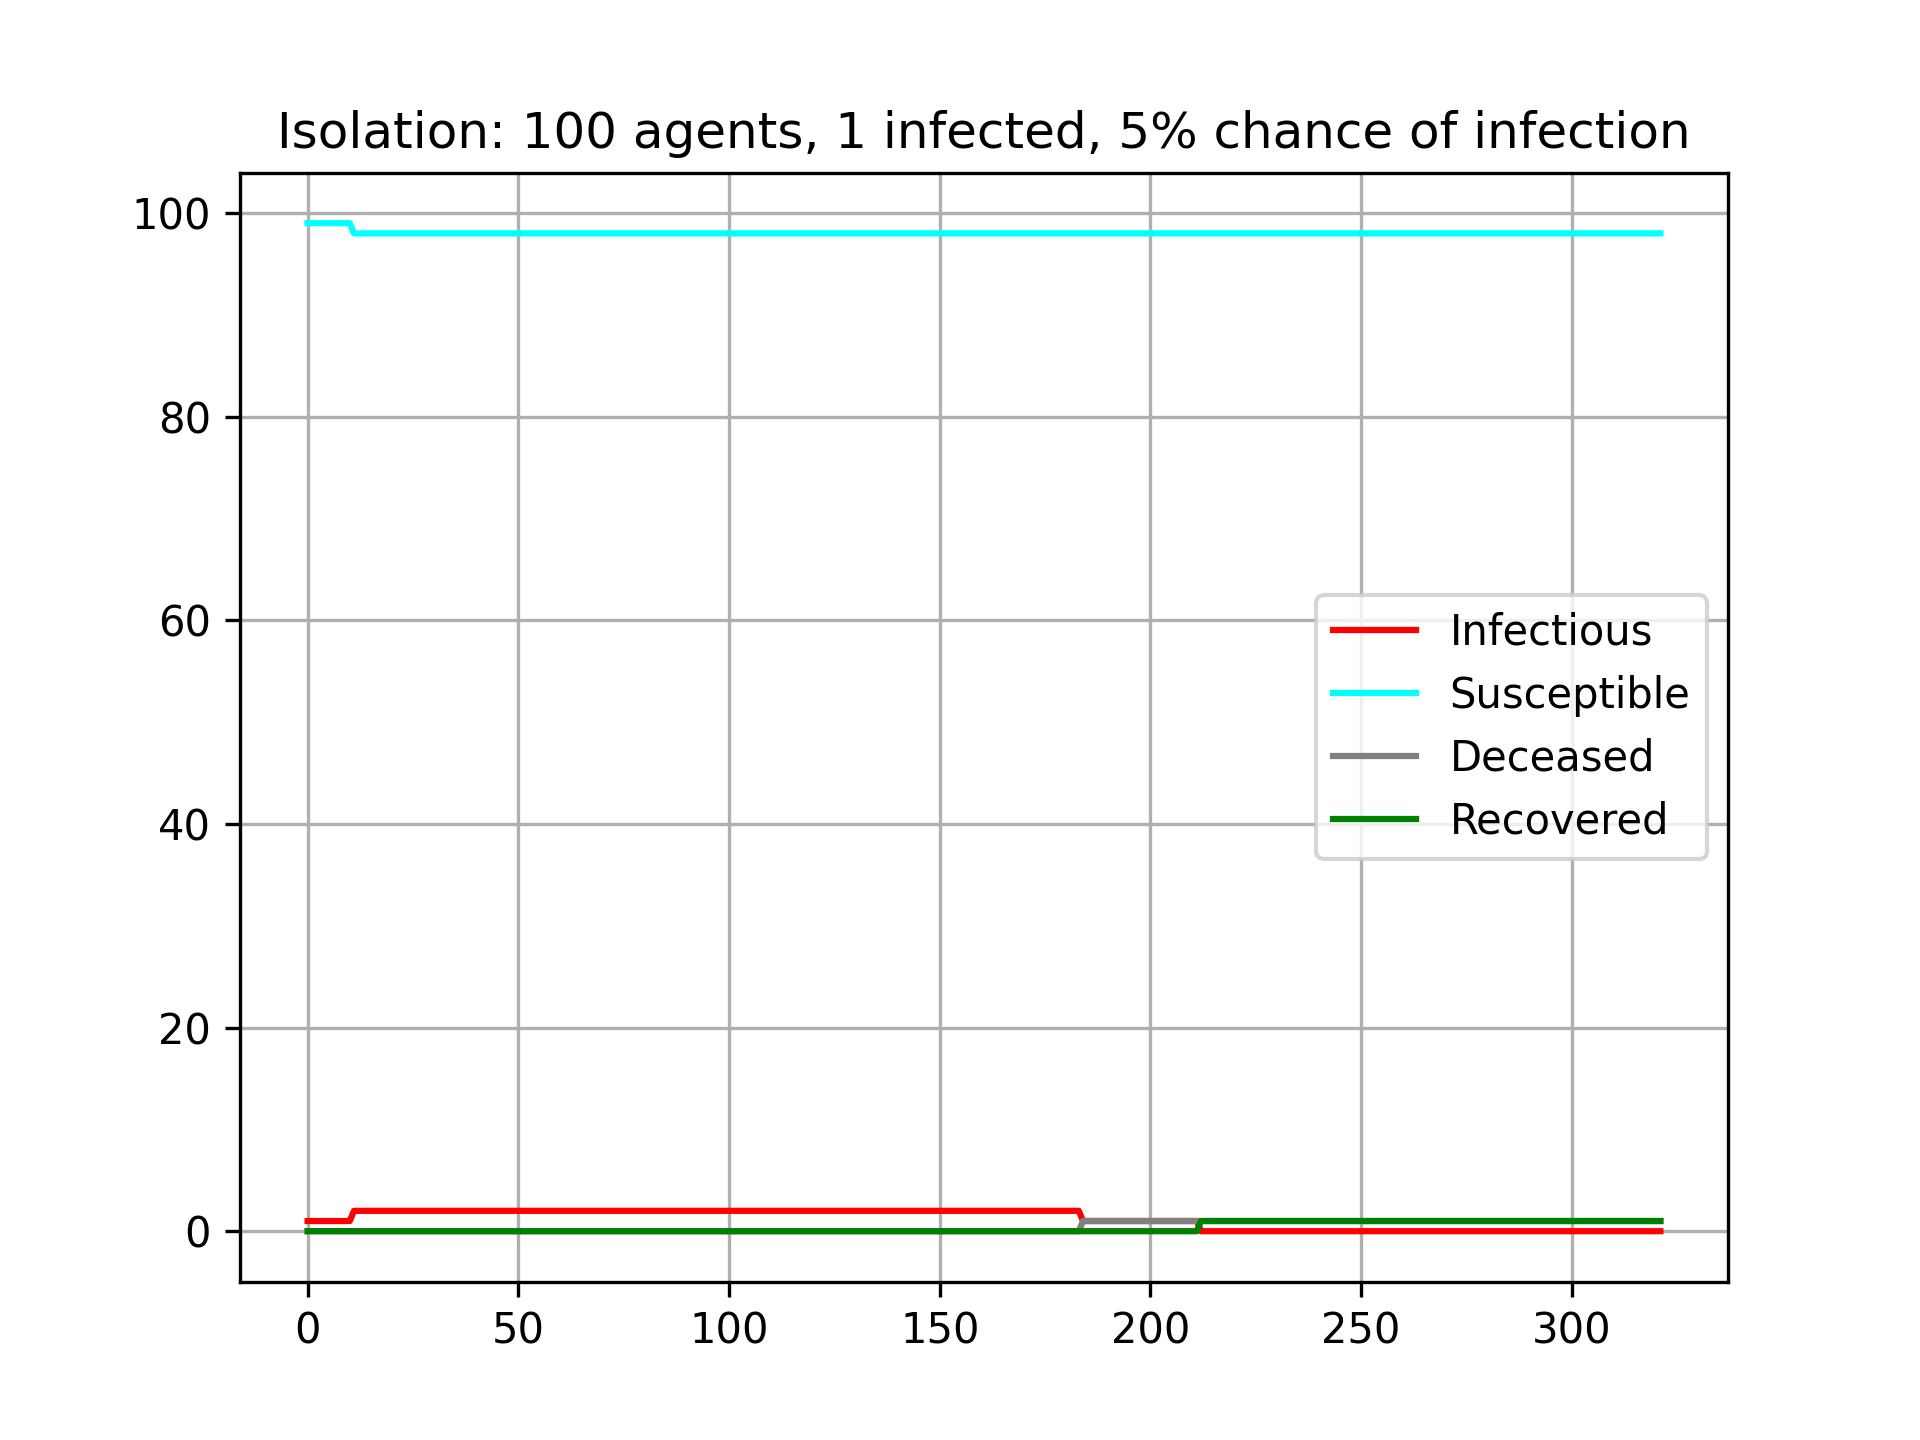 Isolation: 100 agents, 1 infected, 5% chance of infection
100
80
60
40
20
0
Infectious
Susceptible
Deceased
Recovered
0 50 100 150 200 250 300